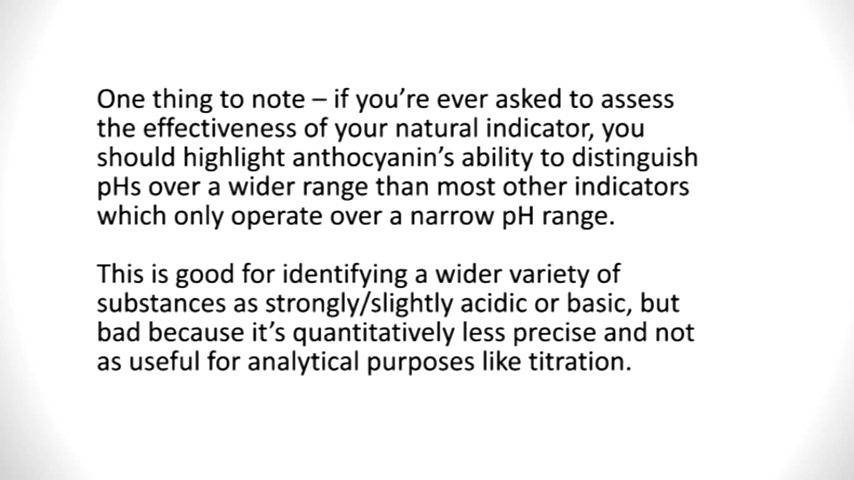 One thing to note – if you’re ever asked to assess
the effectiveness of your natural indicator, you
should highlight anthocyanin’s ability to distinguish
pHs over a wider range than most other indicators
which only operate over a narrow pH range.
This is good for identifying a wider variety of
substances as strongly/slightly acidic or basic, but
bad because it’s quantitatively less precise and not
as useful for analytical purposes like titration.